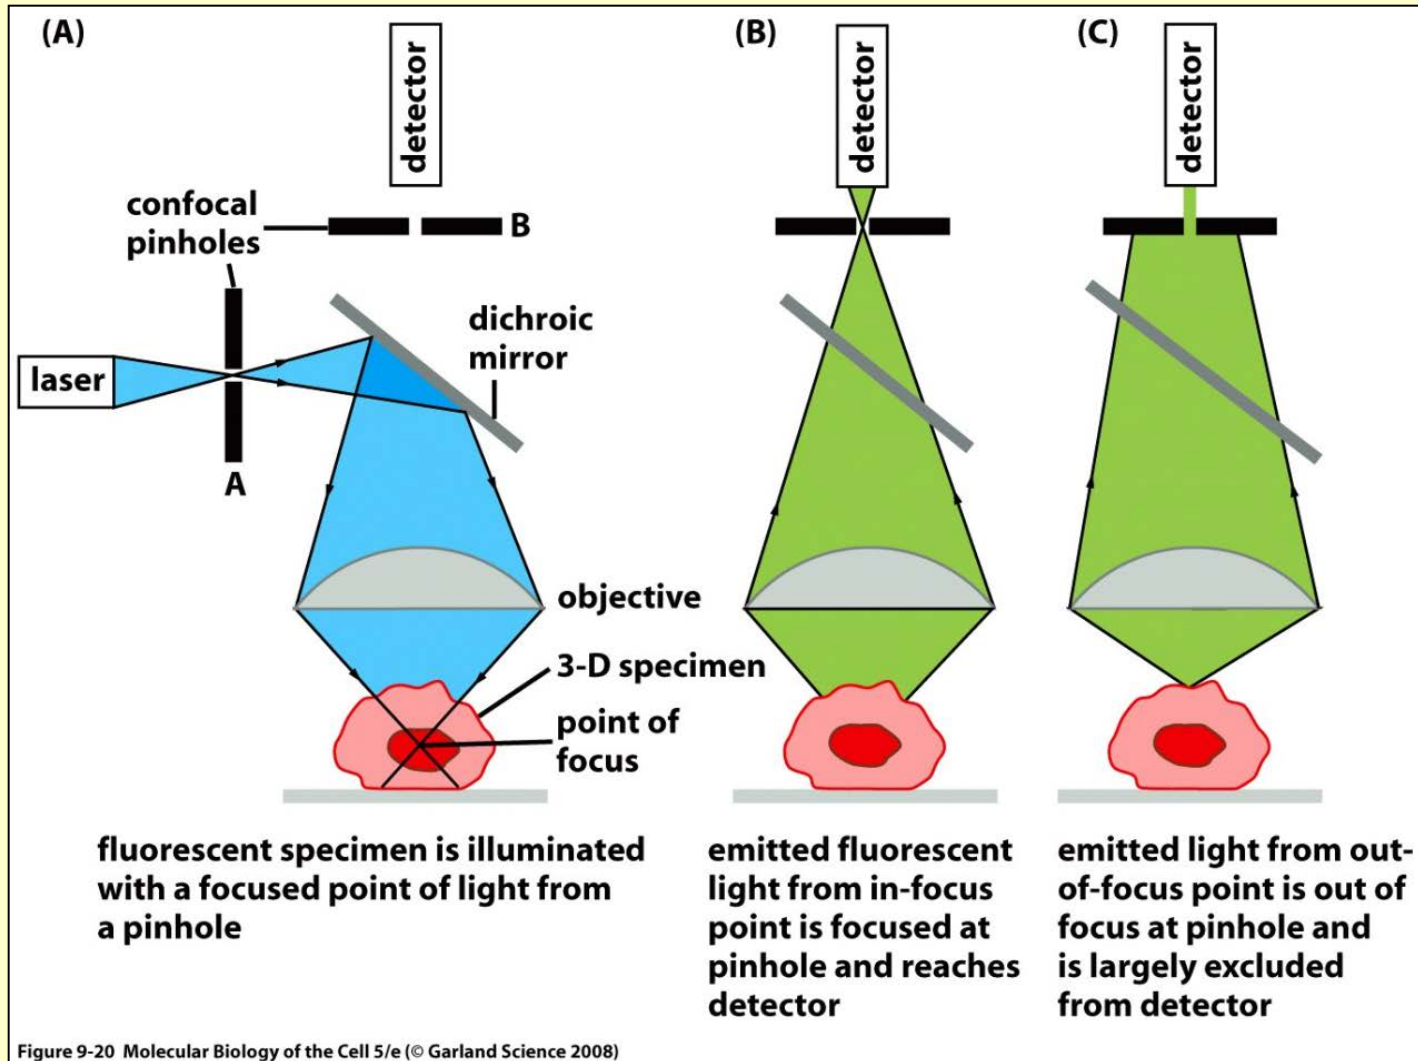 (A)
detector
confocal
pinholes
B
dichroic
mirror
laser
A
objective
3-D specimen
point of
focus
fluorescent specimen is illuminated
with a focused point of light from
a pinhole
(B)
detector
emitted fluorescent
light from in-focus
point is focused at
pinhole and reaches
detector
(C)
detector
emitted light from out-
of-focus point is out of
focus at pinhole and
is largely excluded
from detector
Figure 9-20 Molecular Biology of the Cell 5/e (© Garland Science 2008)